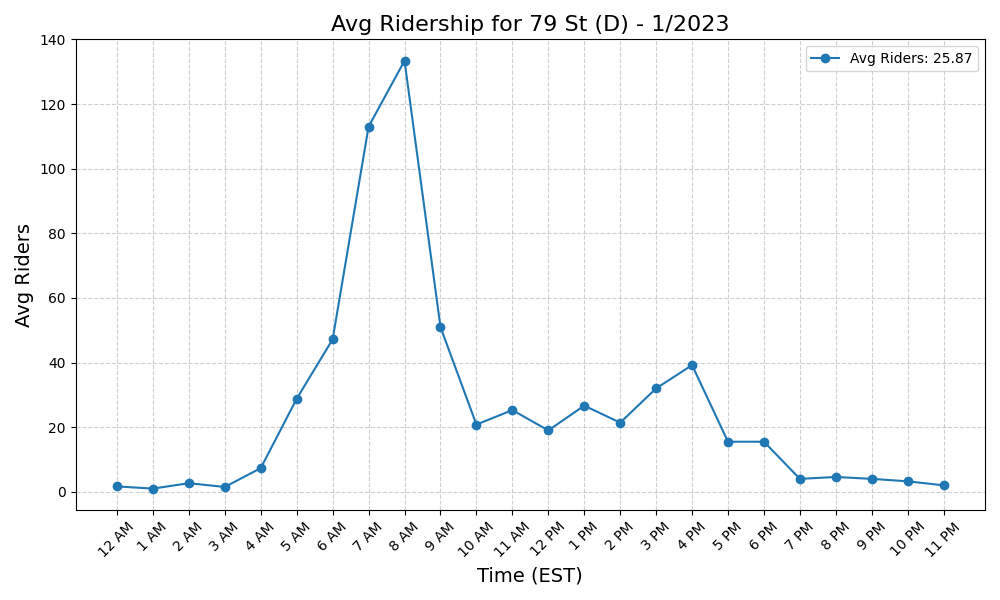 Avg Ridership for 79 St (D) - 1/2023
Avg Riders: 25.87
Avg Riders
140
120
100
80
60
40
20
0
12 AM
1 AM
2 AM
3 AM
4 AM
5 AM
6 AM
7 AM
8 AM
9 AM
10 AM
11 AM
12 PM
1 PM
2 PM
3 PM
4 PM
5 PM
6 PM
7 PM
8 PM
9 PM
10 PM
11 PM
Time (EST)